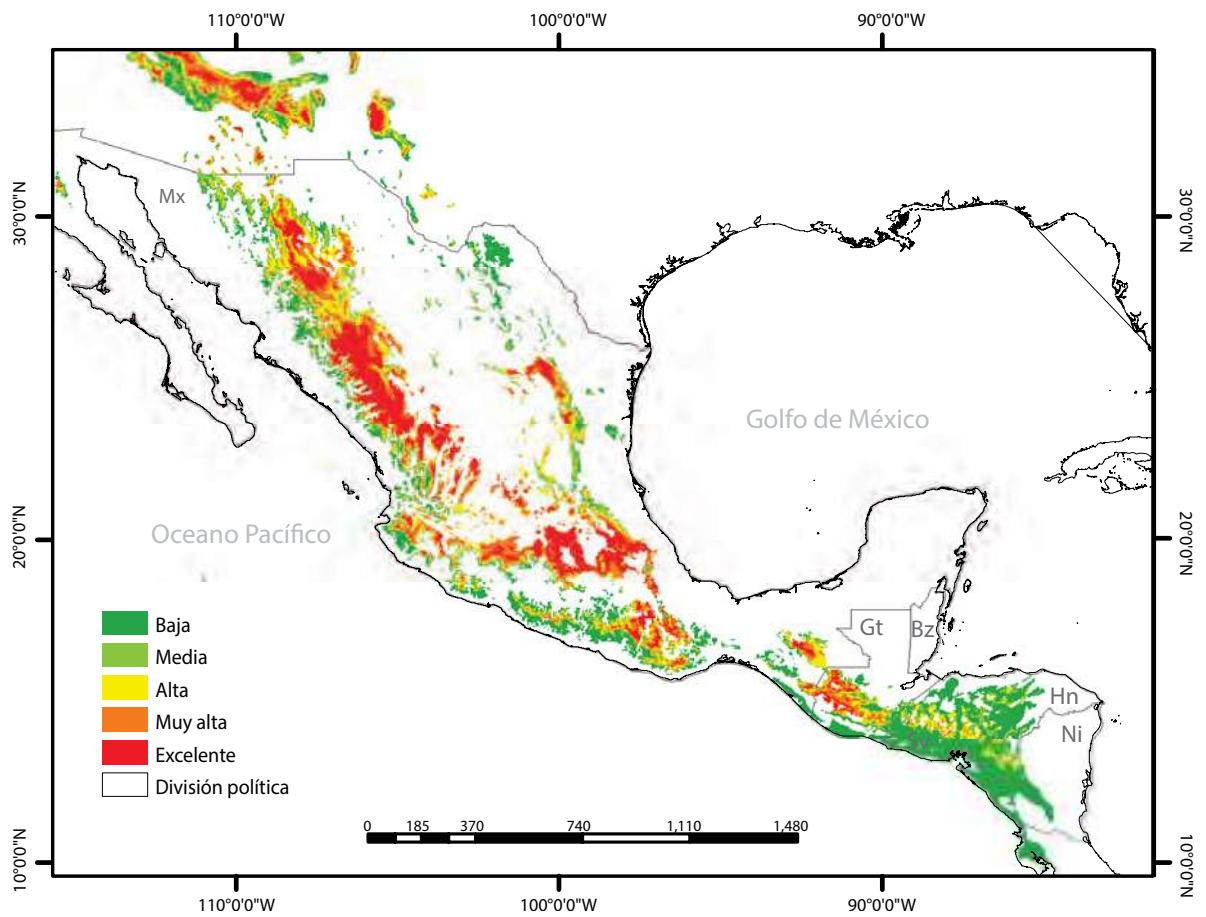 110°0'0"W
100°0'0"W
90°0'0"W
30°0'0"N
30°0'0"N
Mx
Golfo de México
Oceano Pacífico
20°0'0"N
20°0'0"N
Baja
Media
Alta
Muy alta
Excelente
División política
Gt
Bz
Hn
Ni
Sv
0 185 370 740 1,110 1,480
10°0'0"N
10°0'0"N
110°0'0"W
100°0'0"W
90°0'0"W